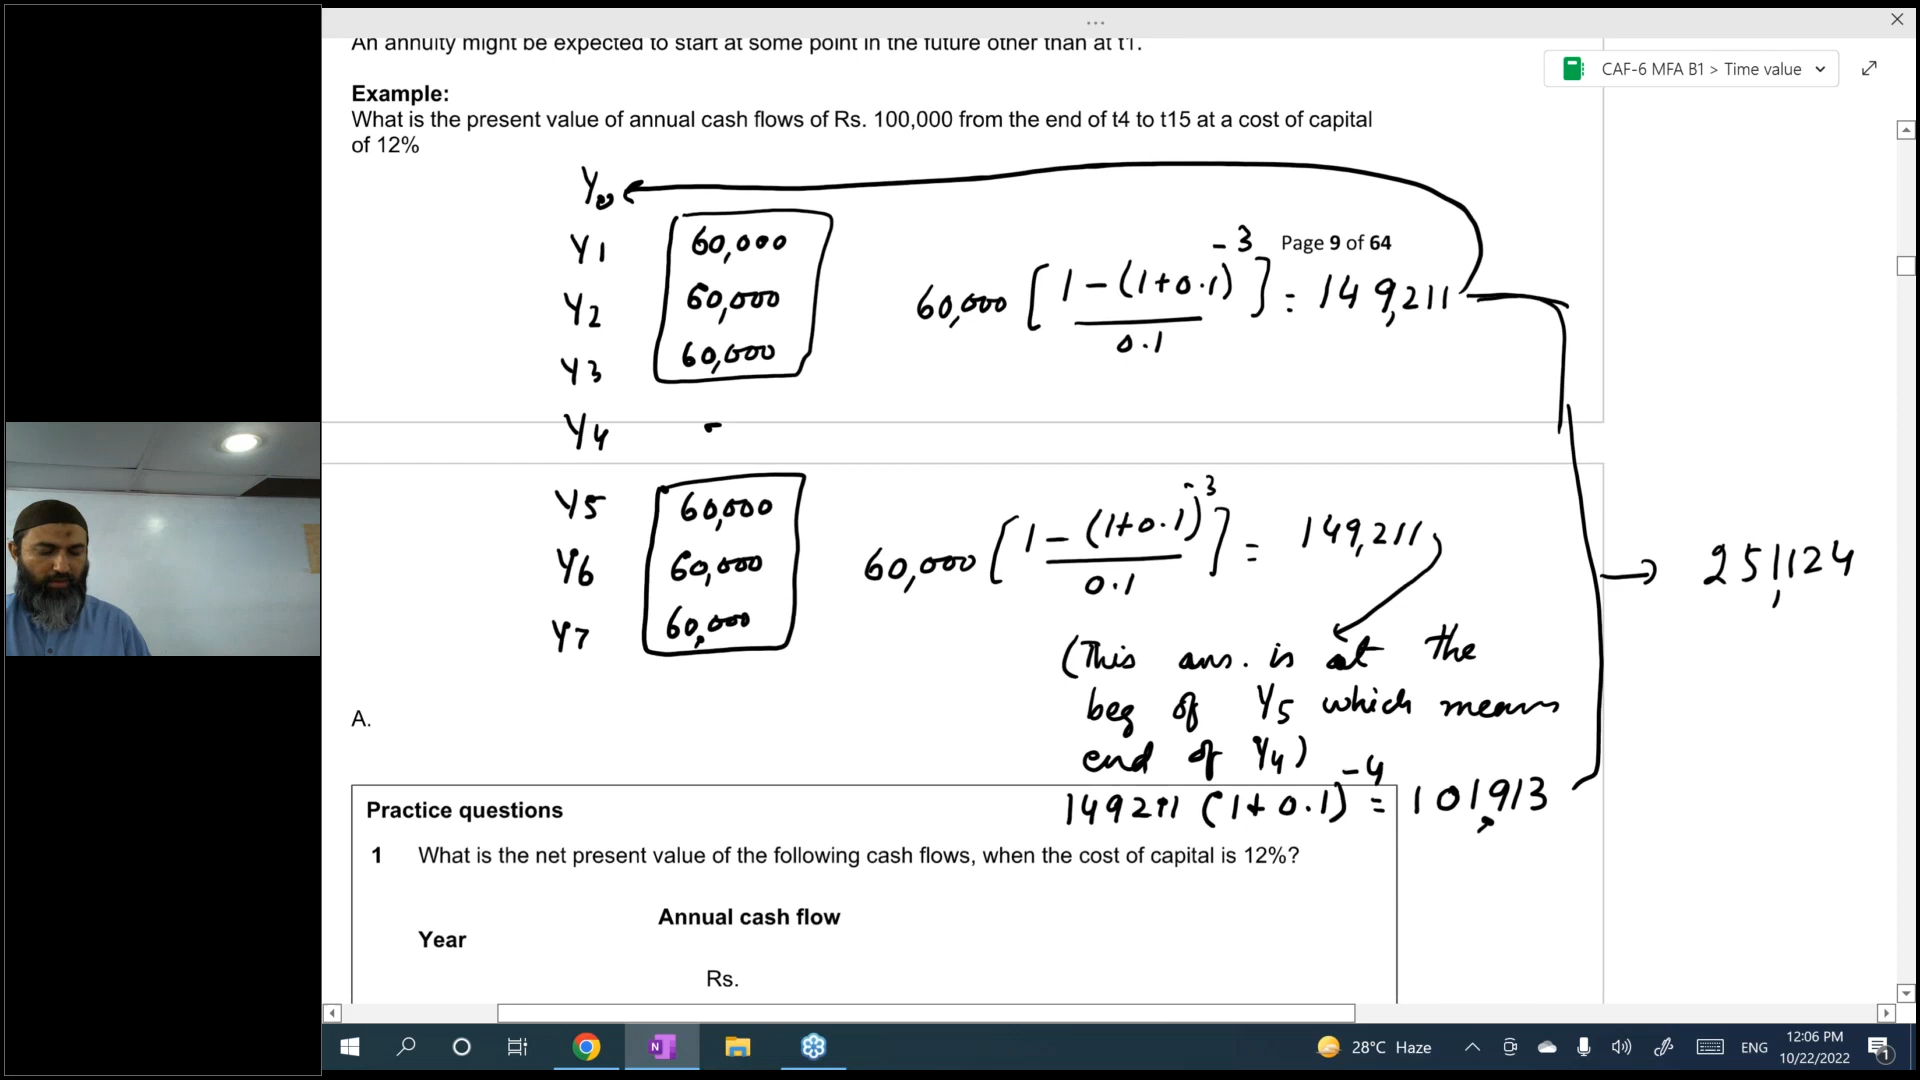 An annuity might be expected to start at some point in the future other than at t1.
CAF-6 MFA B1 > Time value
Example:
What is the present value of annual cash flows of Rs. 100,000 from the end of t4 to t15 at a cost of capital
of 12%
Y0
Y1 60,000
Page 9 of 64
60,000 [1 - (1+0.1)-3 / 0.1] = 149,211
Y2 60,000
Y3 60,000
Y4 -
Y5 60,000
Y6 60,000
60,000 [1 - (1+0.1)-3 / 0.1] = 149,211
→ 251,124
Y7 60,000
(This ans. is at the
beg of Y5 which means
end of Y4)
A.
149211 (1+0.1)-4 = 101,913
Practice questions
1 What is the net present value of the following cash flows, when the cost of capital is 12%?
Annual cash flow
Year
Rs.
28°C Haze
ENG
12:06 PM
10/22/2022
1